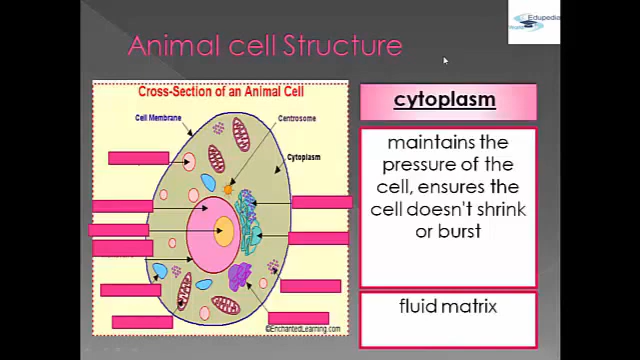 Edupedia
Animal cell Structure
Cross-Section of an Animal Cell
Cell Membrane
Centrosome
Cytoplasm
©EnchantedLearning.com
cytoplasm
maintains the
pressure of the
cell, ensures the
cell doesn't shrink
or burst
fluid matrix